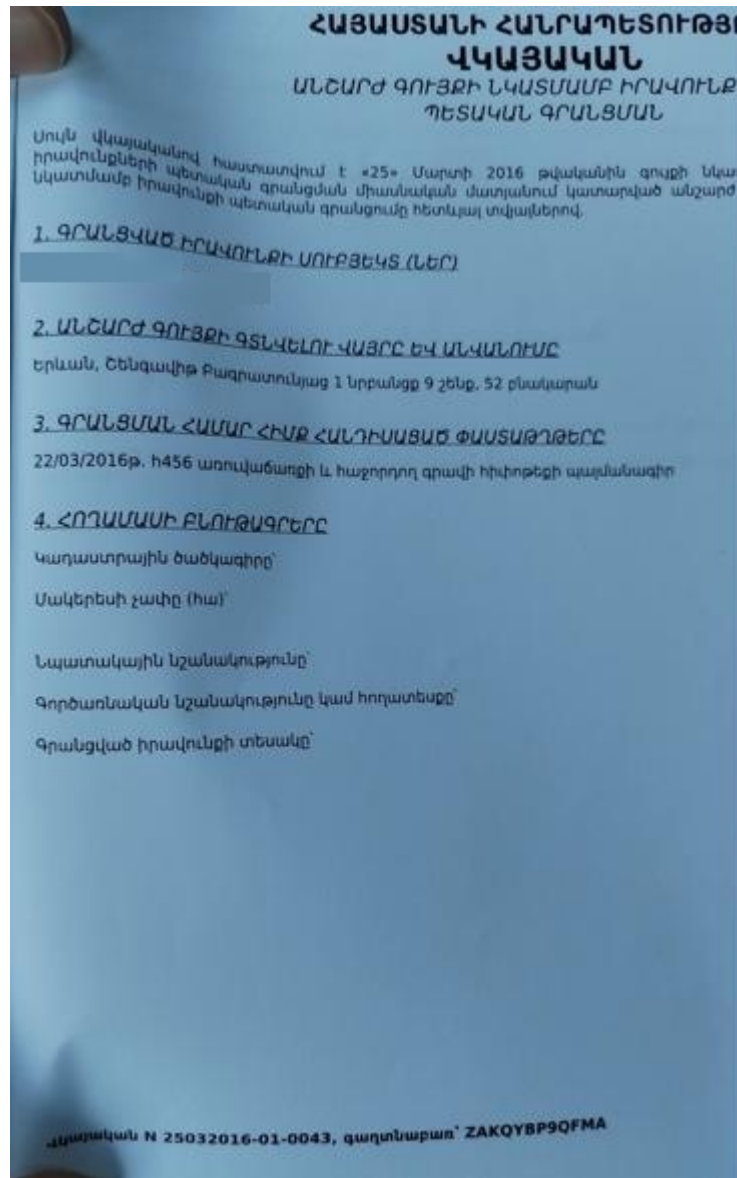 ՀԱՅԱՍՏԱՆԻ ՀԱՆՐԱՊԵՏՈՒԹՅ
ՎԿԱՅԱԿԱՆ
ԱՆՇԱՐԺ ԳՈՒՅՔԻ ՆԿԱՏՄԱՄԲ ԻՐԱՎՈՒՆՔ
ՊԵՏԱԿԱՆ ԳՐԱՆՑՄԱՆ
Սույն վկայականով հաստատվում է «25» Մարտի 2016 թվականին գույքի նկա
իրավունքների պետական գրանցման միասնական մատյանում կատարված անշարժ
նկատմամբ իրավունքի պետական գրանցումը հետևյալ տվյալներով.
1. ԳՐԱՆՑՎԱԾ ԻՐԱՎՈՒՆՔԻ ՍՈՒԲՅԵԿՏ (ՆԵՐ)
2. ԱՆՇԱՐԺ ԳՈՒՅՔԻ ԳՏՆՎԵԼՈՒ ՎԱՅՐԸ ԵՎ ԱՆՎԱՆՈՒՄԸ
Երևան, Շենգավիթ Բագրատունյաց 1 նրբանցք 9 շենք, 52 բնակարան
3. ԳՐԱՆՑՄԱՆ ՀԱՄԱՐ ՀԻՄՔ ՀԱՆԴԻՍԱՑԱԾ ՓԱՍՏԱԹՂԹԵՐԸ
22/03/2016թ. h456 առուվաճառքի և հաջորդող գրավի հիփոթեքի պայմանագիր
4. ՀՈՂԱՄԱՍԻ ԲՆՈՒԹԱԳՐԵՐԸ
Կադաստրային ծածկագիրը՝
Մակերեսի չափը (հա)՝
Նպատակային նշանակությունը՝
Գործառնական նշանակությունը կամ հողատեսքը՝
Գրանցված իրավունքի տեսակը՝
Վկայական N 25032016-01-0043, գաղտնաբառ՝ ZAKQYBP9QFMA